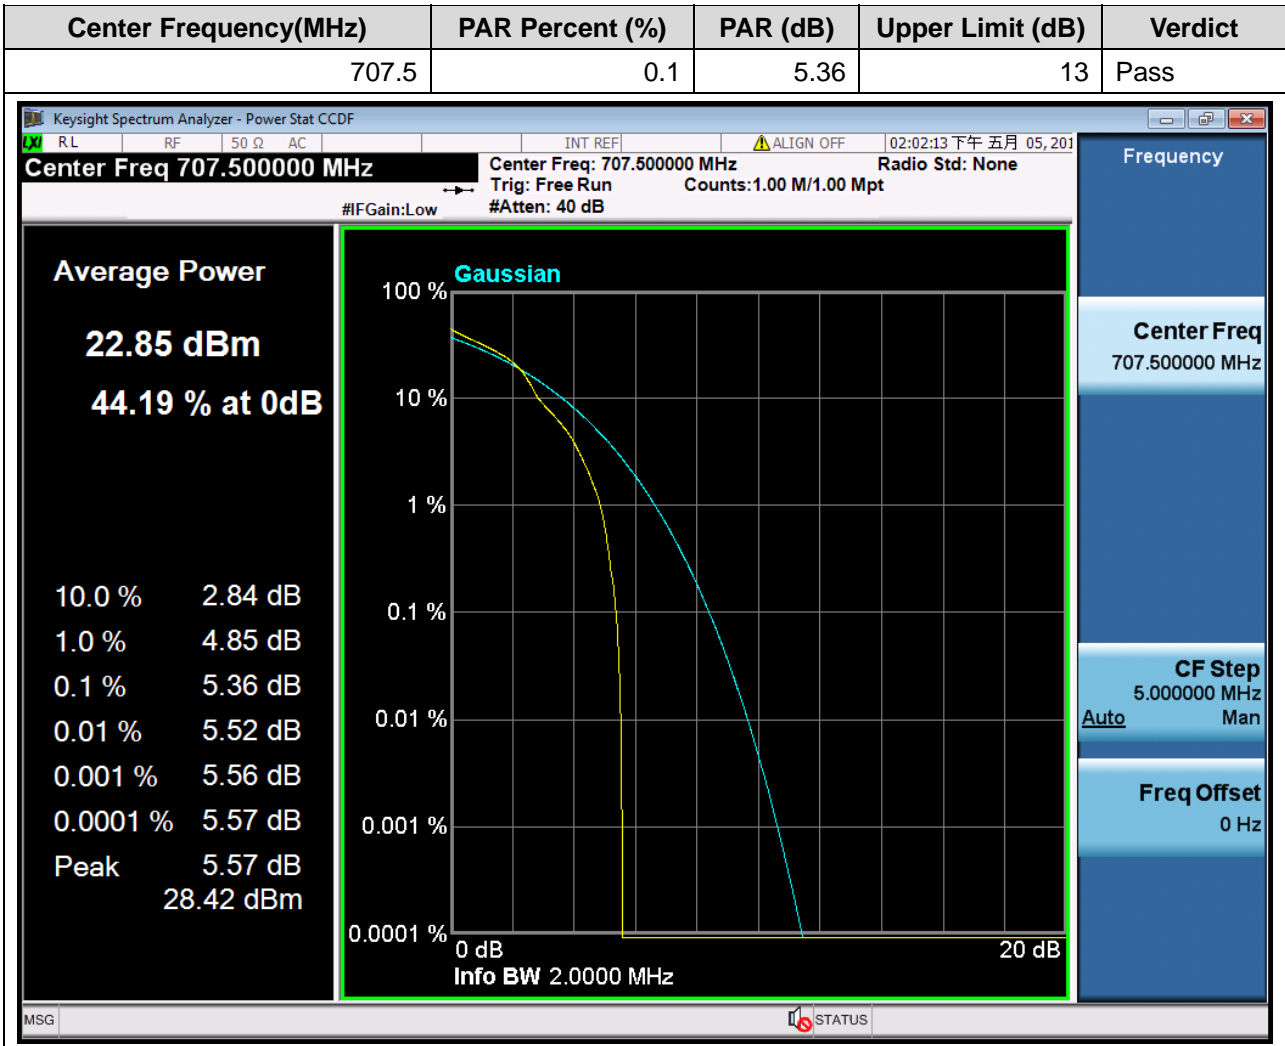 Center Frequency(MHz) PAR Percent (%) PAR (dB) Upper Limit (dB) Verdict
707.5 0.1 5.36 13 Pass
Keysight Spectrum Analyzer - Power Stat CCDF
LXI RL RF 50 Ω AC INT REF ALIGN OFF 02:02:13 下午 五月 05, 201
Center Freq 707.500000 MHz
Center Freq: 707.500000 MHz Radio Std: None
Trig: Free Run Counts:1.00 M/1.00 Mpt
#IFGain:Low #Atten: 40 dB
Average Power
22.85 dBm
44.19 % at 0dB
10.0 % 2.84 dB
1.0 % 4.85 dB
0.1 % 5.36 dB
0.01 % 5.52 dB
0.001 % 5.56 dB
0.0001 % 5.57 dB
Peak 5.57 dB
28.42 dBm
Gaussian
100 %
10 %
1 %
0.1 %
0.01 %
0.001 %
0.0001 %
0 dB 20 dB
Info BW 2.0000 MHz
Frequency
Center Freq
707.500000 MHz
CF Step
5.000000 MHz
Auto Man
Freq Offset
0 Hz
MSG STATUS